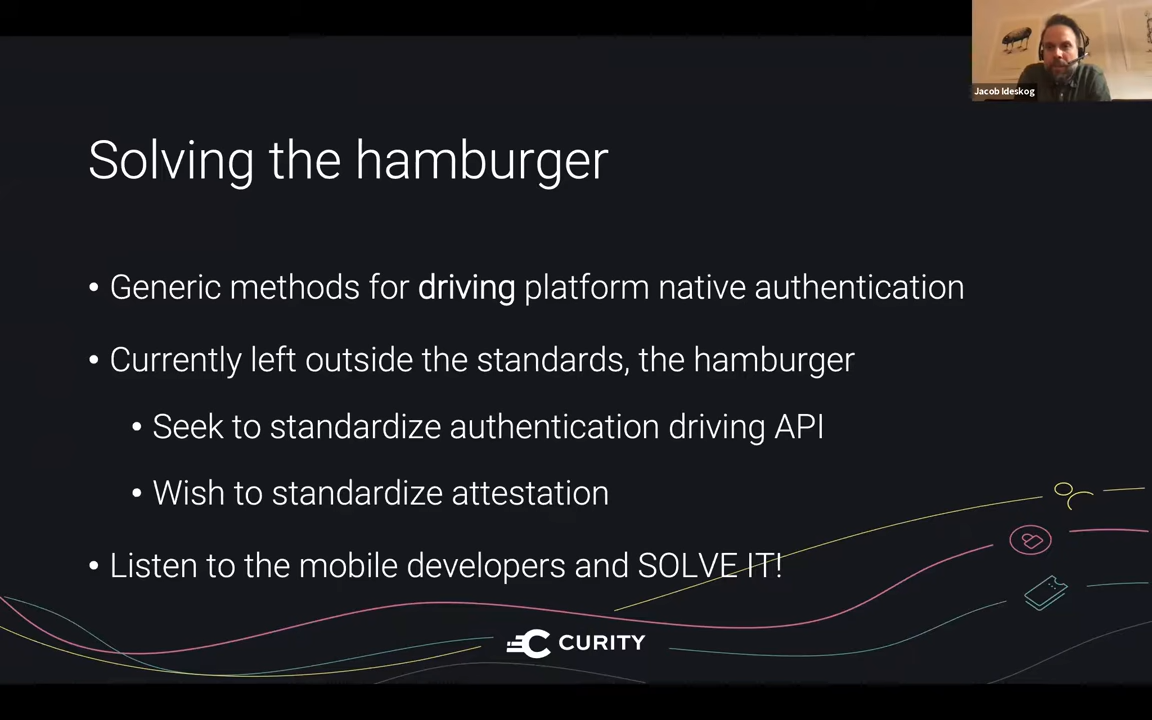 Jacob Ideskog
Solving the hamburger
• Generic methods for driving platform native authentication
• Currently left outside the standards, the hamburger
• Seek to standardize authentication driving API
• Wish to standardize attestation
• Listen to the mobile developers and SOLVE IT!
CURITY